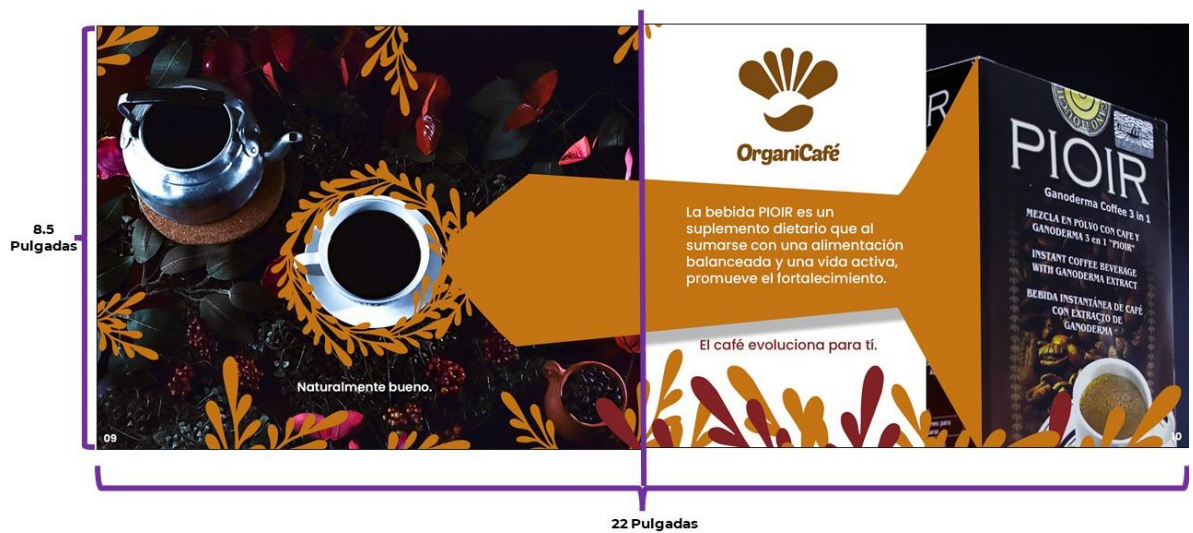 8.5
Pulgadas
Naturalmente bueno.
09
OrganiCafé
La bebida PIOIR es un
suplemento dietario que al
sumarse con una alimentación
balanceada y una vida activa,
promueve el fortalecimiento.
El café evoluciona para tí.
R
PIOIR
Ganoderma Coffee 3 in 1
MEZCLA EN POLVO CON CAFE Y
GANODERMA 3 en 1 "PIOIR"
INSTANT COFFEE BEVERAGE
WITH GANODERMA EXTRACT
BEBIDA INSTANTÁNEA DE CAFÉ
CON EXTRACTO DE
GANODERMA
10
22 Pulgadas